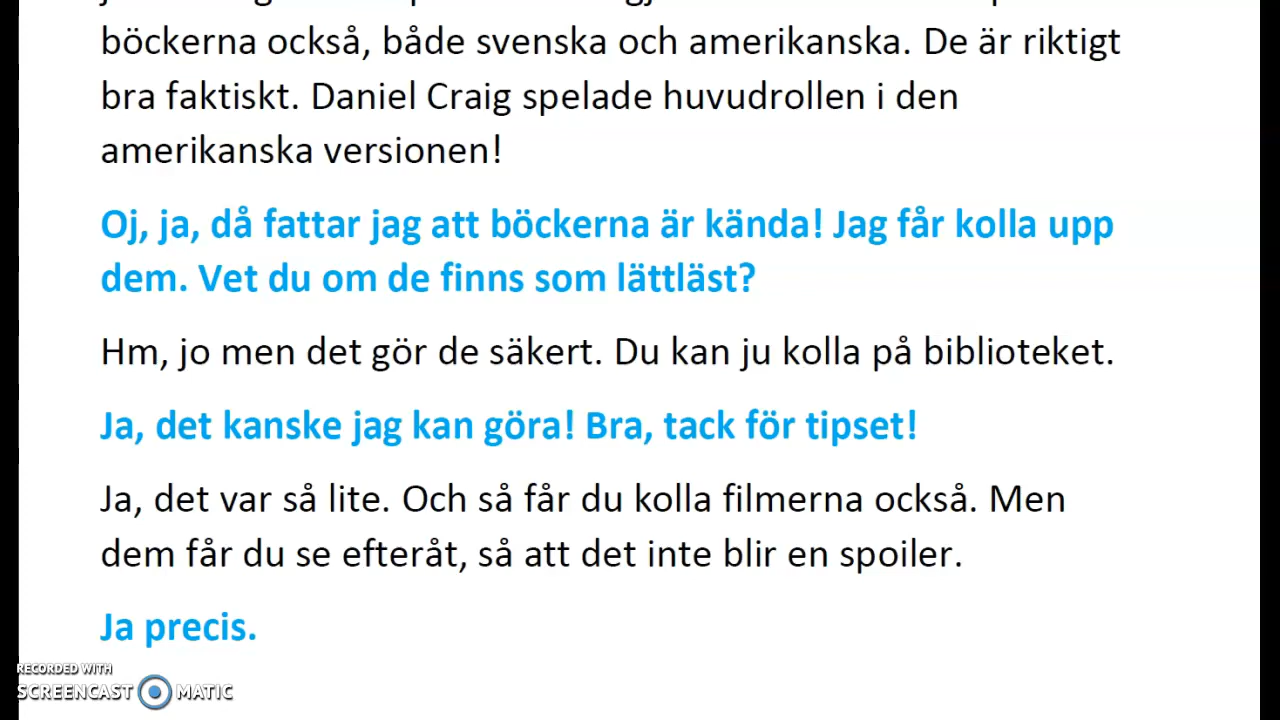 böckerna också, både svenska och amerikanska. De är riktigt
bra faktiskt. Daniel Craig spelade huvudrollen i den
amerikanska versionen!
Oj, ja, då fattar jag att böckerna är kända! Jag får kolla upp
dem. Vet du om de finns som lättläst?
Hm, jo men det gör de säkert. Du kan ju kolla på biblioteket.
Ja, det kanske jag kan göra! Bra, tack för tipset!
Ja, det var så lite. Och så får du kolla filmerna också. Men
dem får du se efteråt, så att det inte blir en spoiler.
Ja precis.
RECORDED WITH
SCREENCAST MATIC